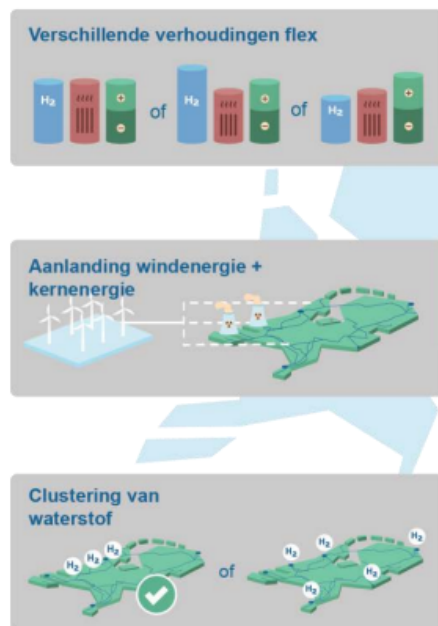 Verschillende verhoudingen flex
H₂ of H₂ of H₂
Aanlanding windenergie +
kernenergie
Clustering van
waterstof
H₂ H₂ H₂ of H₂ H₂ H₂ H₂ H₂